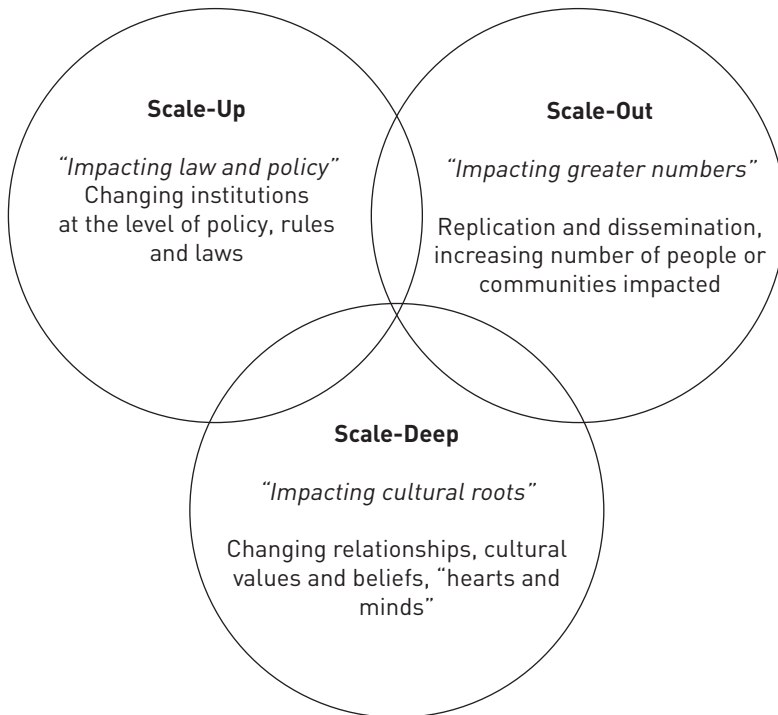 Scale-Up
“Impacting law and policy”
Changing institutions
at the level of policy, rules
and laws
Scale-Out
“Impacting greater numbers”
Replication and dissemination,
increasing number of people or
communities impacted
Scale-Deep
“Impacting cultural roots”
Changing relationships, cultural
values and beliefs, “hearts and
minds”